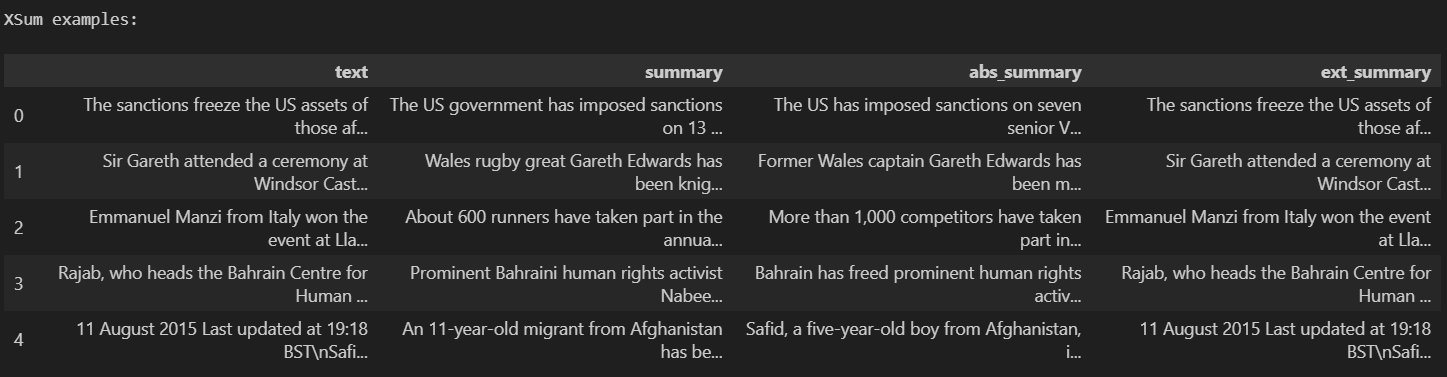 XSum examples:
text summary abs_summary ext_summary
0 The sanctions freeze the US assets of those af... The US government has imposed sanctions on 13 ... The US has imposed sanctions on seven senior V... The sanctions freeze the US assets of those af...
1 Sir Gareth attended a ceremony at Windsor Cast... Wales rugby great Gareth Edwards has been knig... Former Wales captain Gareth Edwards has been m... Sir Gareth attended a ceremony at Windsor Cast...
2 Emmanuel Manzi from Italy won the event at Lla... About 600 runners have taken part in the annua... More than 1,000 competitors have taken part in... Emmanuel Manzi from Italy won the event at Lla...
3 Rajab, who heads the Bahrain Centre for Human ... Prominent Bahraini human rights activist Nabee... Bahrain has freed prominent human rights activ... Rajab, who heads the Bahrain Centre for Human ...
4 11 August 2015 Last updated at 19:18 BST\nSafi... An 11-year-old migrant from Afghanistan has be... Safid, a five-year-old boy from Afghanistan, i... 11 August 2015 Last updated at 19:18 BST\nSafi...